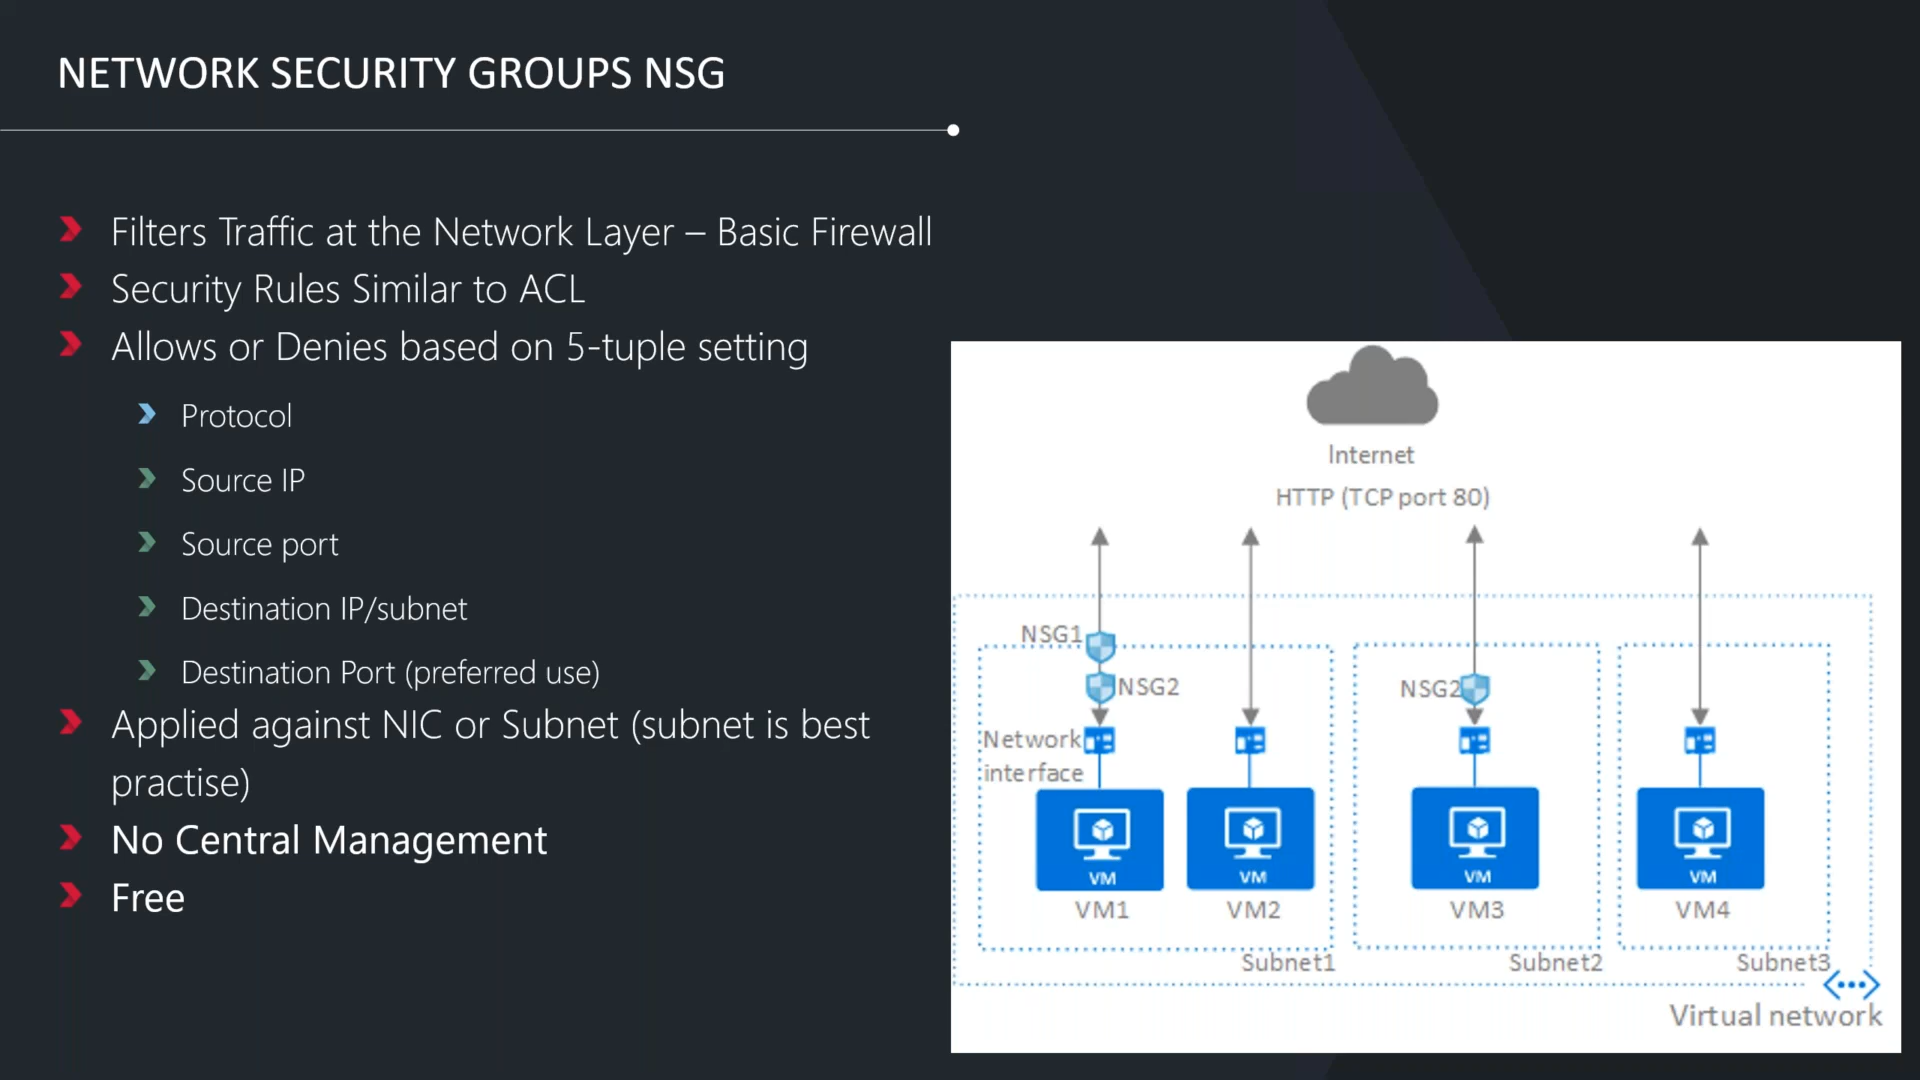 NETWORK SECURITY GROUPS NSG
Filters Traffic at the Network Layer – Basic Firewall
Security Rules Similar to ACL
Allows or Denies based on 5-tuple setting
Protocol
Source IP
Source port
Destination IP/subnet
Destination Port (preferred use)
Applied against NIC or Subnet (subnet is best
practise)
No Central Management
Free
Internet
HTTP (TCP port 80)
NSG1
NSG2
NSG2
Network
interface
VM
VM
VM
VM
VM1
VM2
VM3
VM4
Subnet1
Subnet2
Subnet3
Virtual network